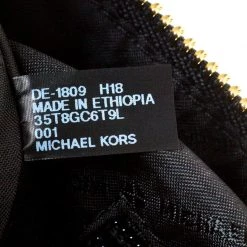 DE-1809 H18
MADE IN ETHIOPIA
35T8GC6T9L
001
MICHAEL KORS